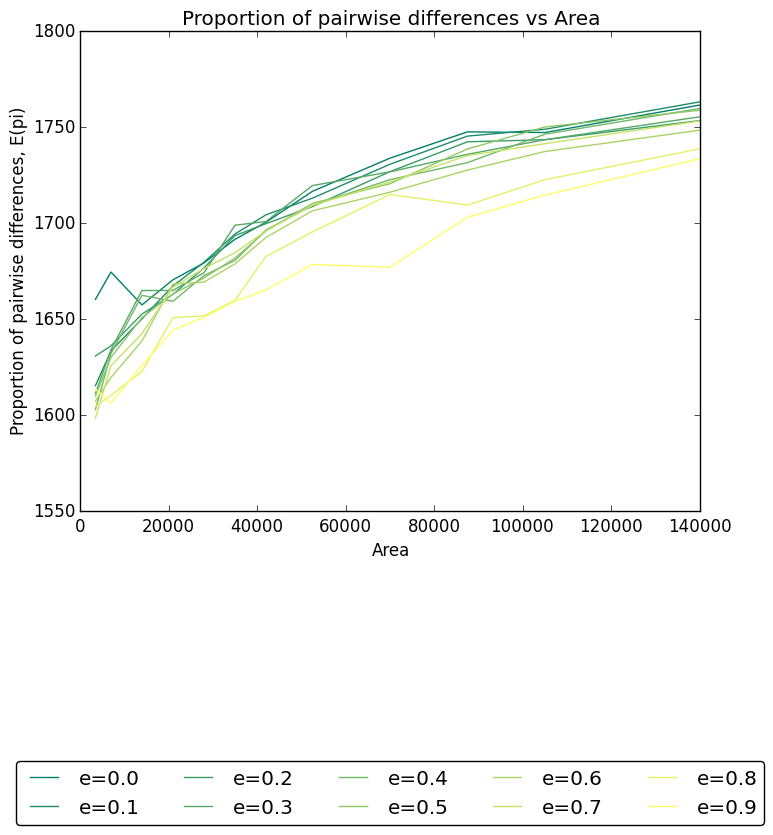 Proportion of pairwise differences vs Area
Proportion of pairwise differences, E(pi)
1800
1750
1700
1650
1600
1550
0 20000 40000 60000 80000 100000 120000 140000
Area
e=0.0 e=0.2 e=0.4 e=0.6 e=0.8
e=0.1 e=0.3 e=0.5 e=0.7 e=0.9